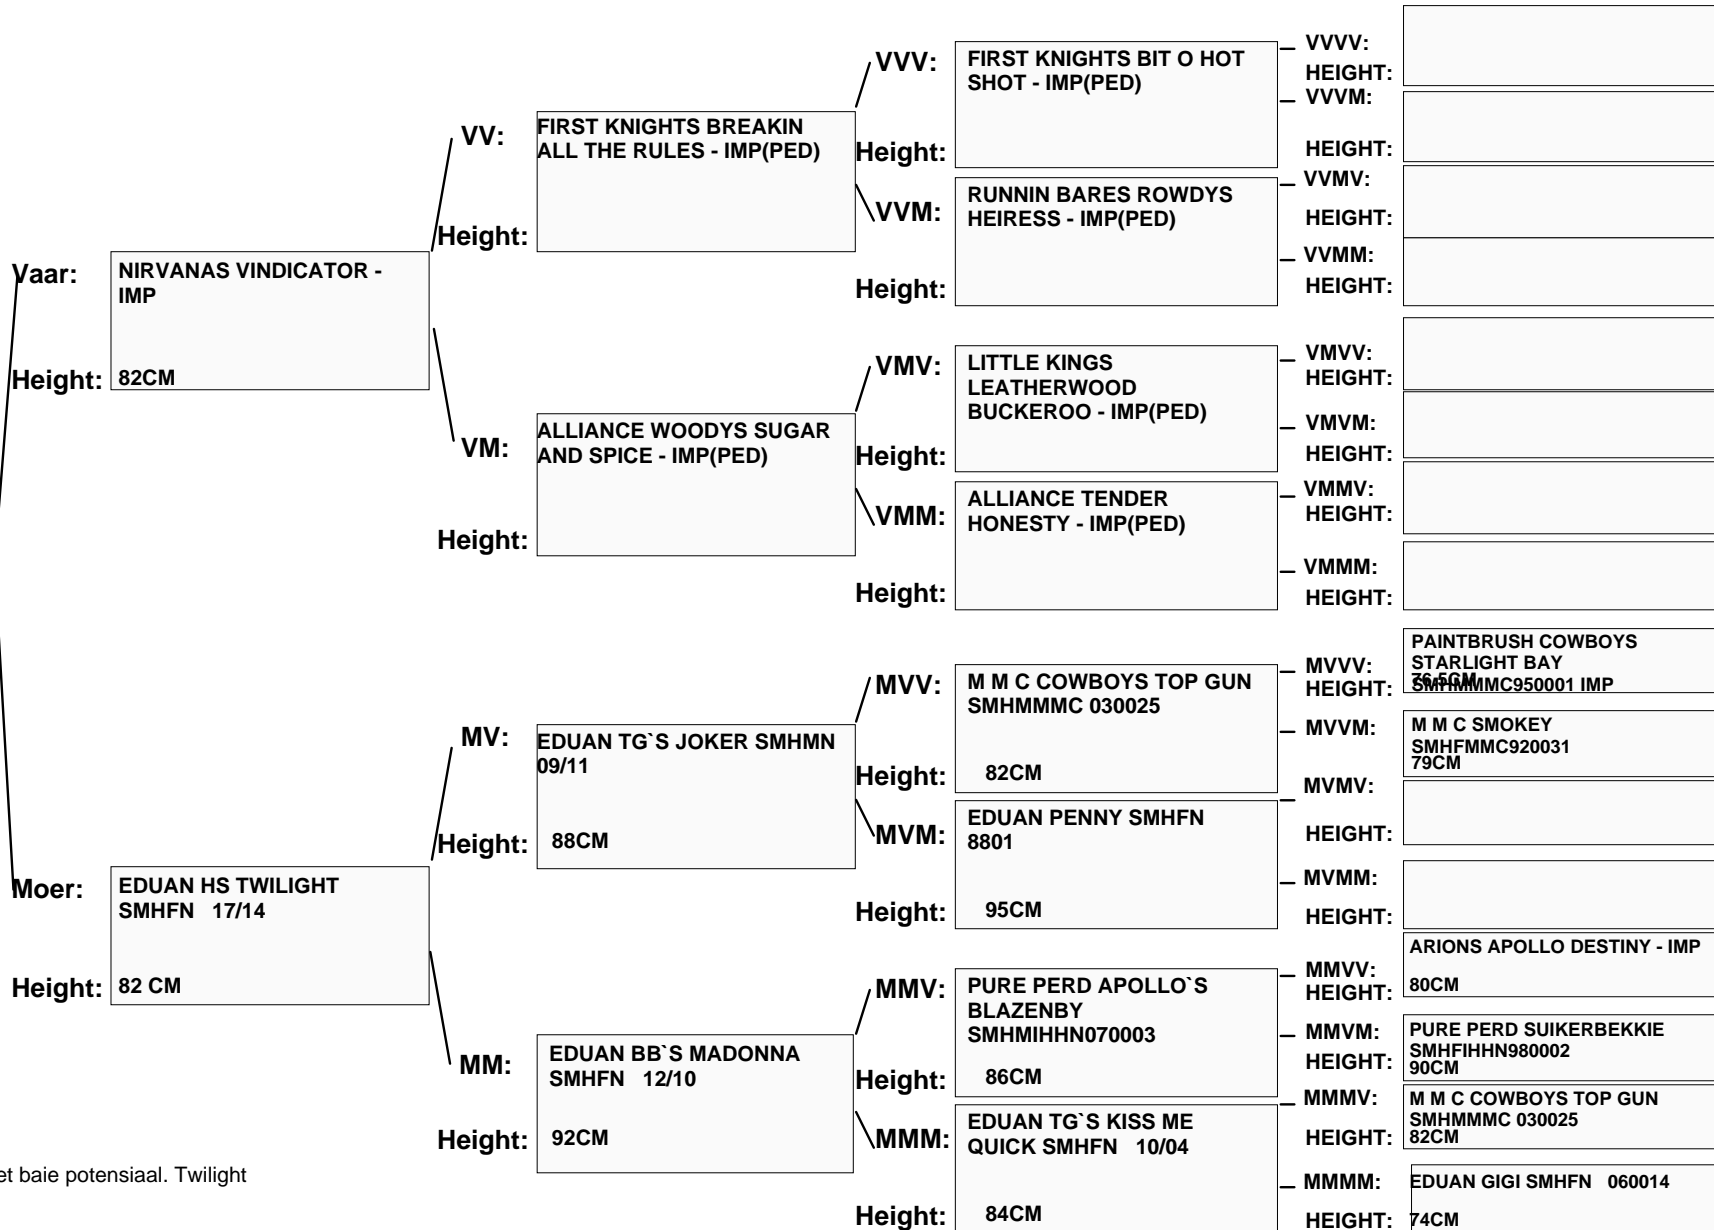 Vaar:
NIRVANAS VINDICATOR -
IMP
Height:
82CM
Moer:
EDUAN HS TWILIGHT
SMHFN 17/14
Height:
82 CM
VV:
FIRST KNIGHTS BREAKIN
ALL THE RULES - IMP(PED)
Height:
VM:
ALLIANCE WOODYS SUGAR
AND SPICE - IMP(PED)
Height:
MV:
EDUAN TG`S JOKER SMHMN
09/11
Height:
88CM
MM:
EDUAN BB`S MADONNA
SMHFN 12/10
Height:
92CM
VVV:
FIRST KNIGHTS BIT O HOT
SHOT - IMP(PED)
Height:
VVM:
RUNNIN BARES ROWDYS
HEIRESS - IMP(PED)
Height:
VMV:
LITTLE KINGS
LEATHERWOOD
BUCKEROO - IMP(PED)
Height:
VMM:
ALLIANCE TENDER
HONESTY - IMP(PED)
Height:
MVV:
M M C COWBOYS TOP GUN
SMHMMMC 030025
Height:
82CM
MVM:
EDUAN PENNY SMHFN
8801
Height:
95CM
MMV:
PURE PERD APOLLO`S
BLAZENBY
SMHMIHHN070003
Height:
86CM
MMM:
EDUAN TG`S KISS ME
QUICK SMHFN 10/04
Height:
84CM
VVVV:
HEIGHT:
VVVM:
HEIGHT:
VVMV:
HEIGHT:
VVMM:
HEIGHT:
VMVV:
HEIGHT:
VMVM:
HEIGHT:
VMMV:
HEIGHT:
VMMM:
HEIGHT:
MVVV:
PAINTBRUSH COWBOYS
STARLIGHT BAY
SMHMMMC950001 IMP
HEIGHT:
76.5CM
MVVM:
M M C SMOKEY
SMHFMMC920031
79CM
MVMV:
HEIGHT:
MVMM:
HEIGHT:
MMVV:
ARIONS APOLLO DESTINY - IMP
HEIGHT:
80CM
MMVM:
PURE PERD SUIKERBEKKIE
SMHFIHHN980002
HEIGHT:
90CM
MMMV:
M M C COWBOYS TOP GUN
SMHMMMC 030025
HEIGHT:
82CM
MMMM:
EDUAN GIGI SMHFN 060014
HEIGHT:
74CM
et baie potensiaal. Twilight